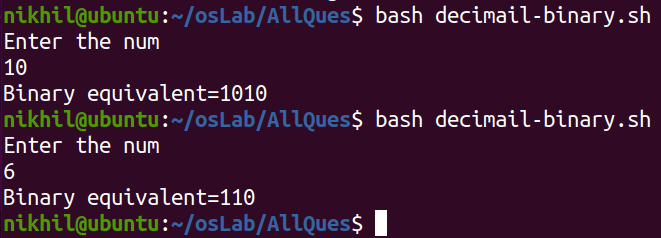 nikhil@ubuntu:~/osLab/AllQues$ bash decimail-binary.sh
Enter the num
10
Binary equivalent=1010
nikhil@ubuntu:~/osLab/AllQues$ bash decimail-binary.sh
Enter the num
6
Binary equivalent=110
nikhil@ubuntu:~/osLab/AllQues$